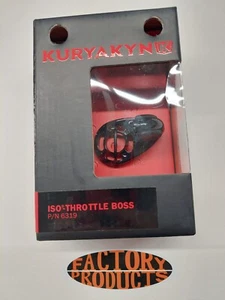 KURYAKYN
ISO®-THROTTLE BOSS
P/N 6319
FACTORY
PRODUCTS